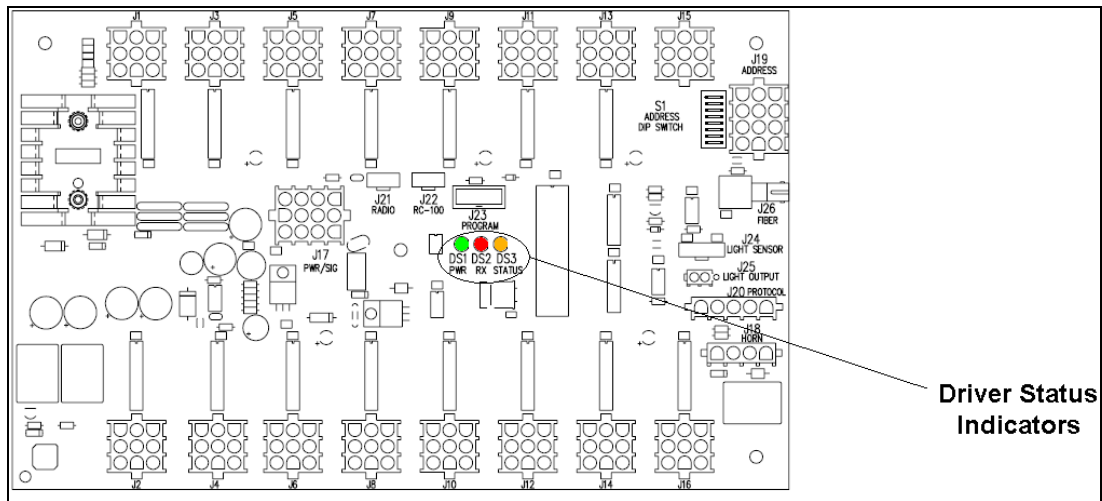 J1
J3
J5
J7
J9
J11
J13
J15
J19
ADDRESS
S1
ADDRESS
DIP SWITCH
J21
RADIO
J22
RC-100
J23
PROGRAM
J26
FIBER
J17
PWR/SIG
DS1 DS2 DS3
PWR RX STATUS
J24
LIGHT SENSOR
J25
LIGHT OUTPUT
J20 PROTOCOL
J18
HORN
Driver Status
Indicators
J2
J4
J6
J8
J10
J12
J14
J16